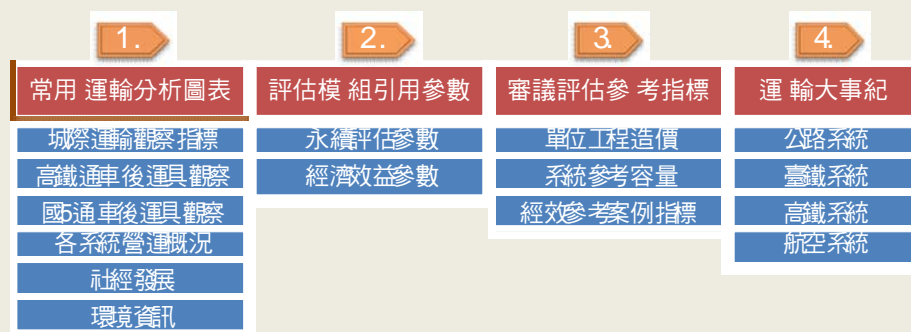 1.
常用 運輸分析圖表
城際運輸觀察指標
高鐵通車後運具觀察
國5通車後運具觀察
各系統營運概況
社經發展
環境資訊
2.
評估模 組引用參數
永續評估參數
經濟效益參數
3.
審議評估參 考指標
單位工程造價
系統參考容量
經效參考案例指標
4.
運 輸大事紀
公路系統
臺鐵系統
高鐵系統
航空系統